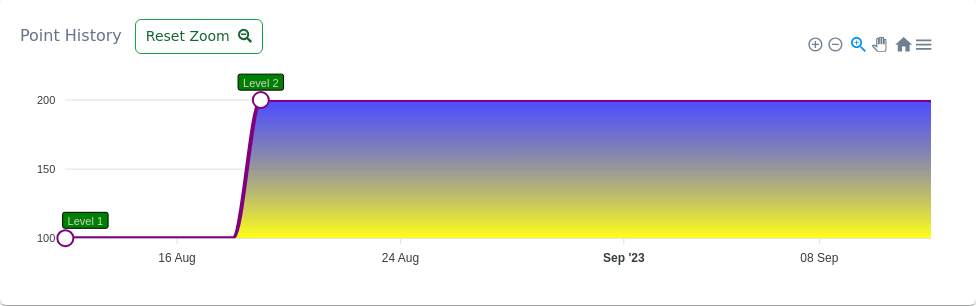 Point History
Reset Zoom
Level 2
200
150
Level 1
100
16 Aug
24 Aug
Sep '23
08 Sep